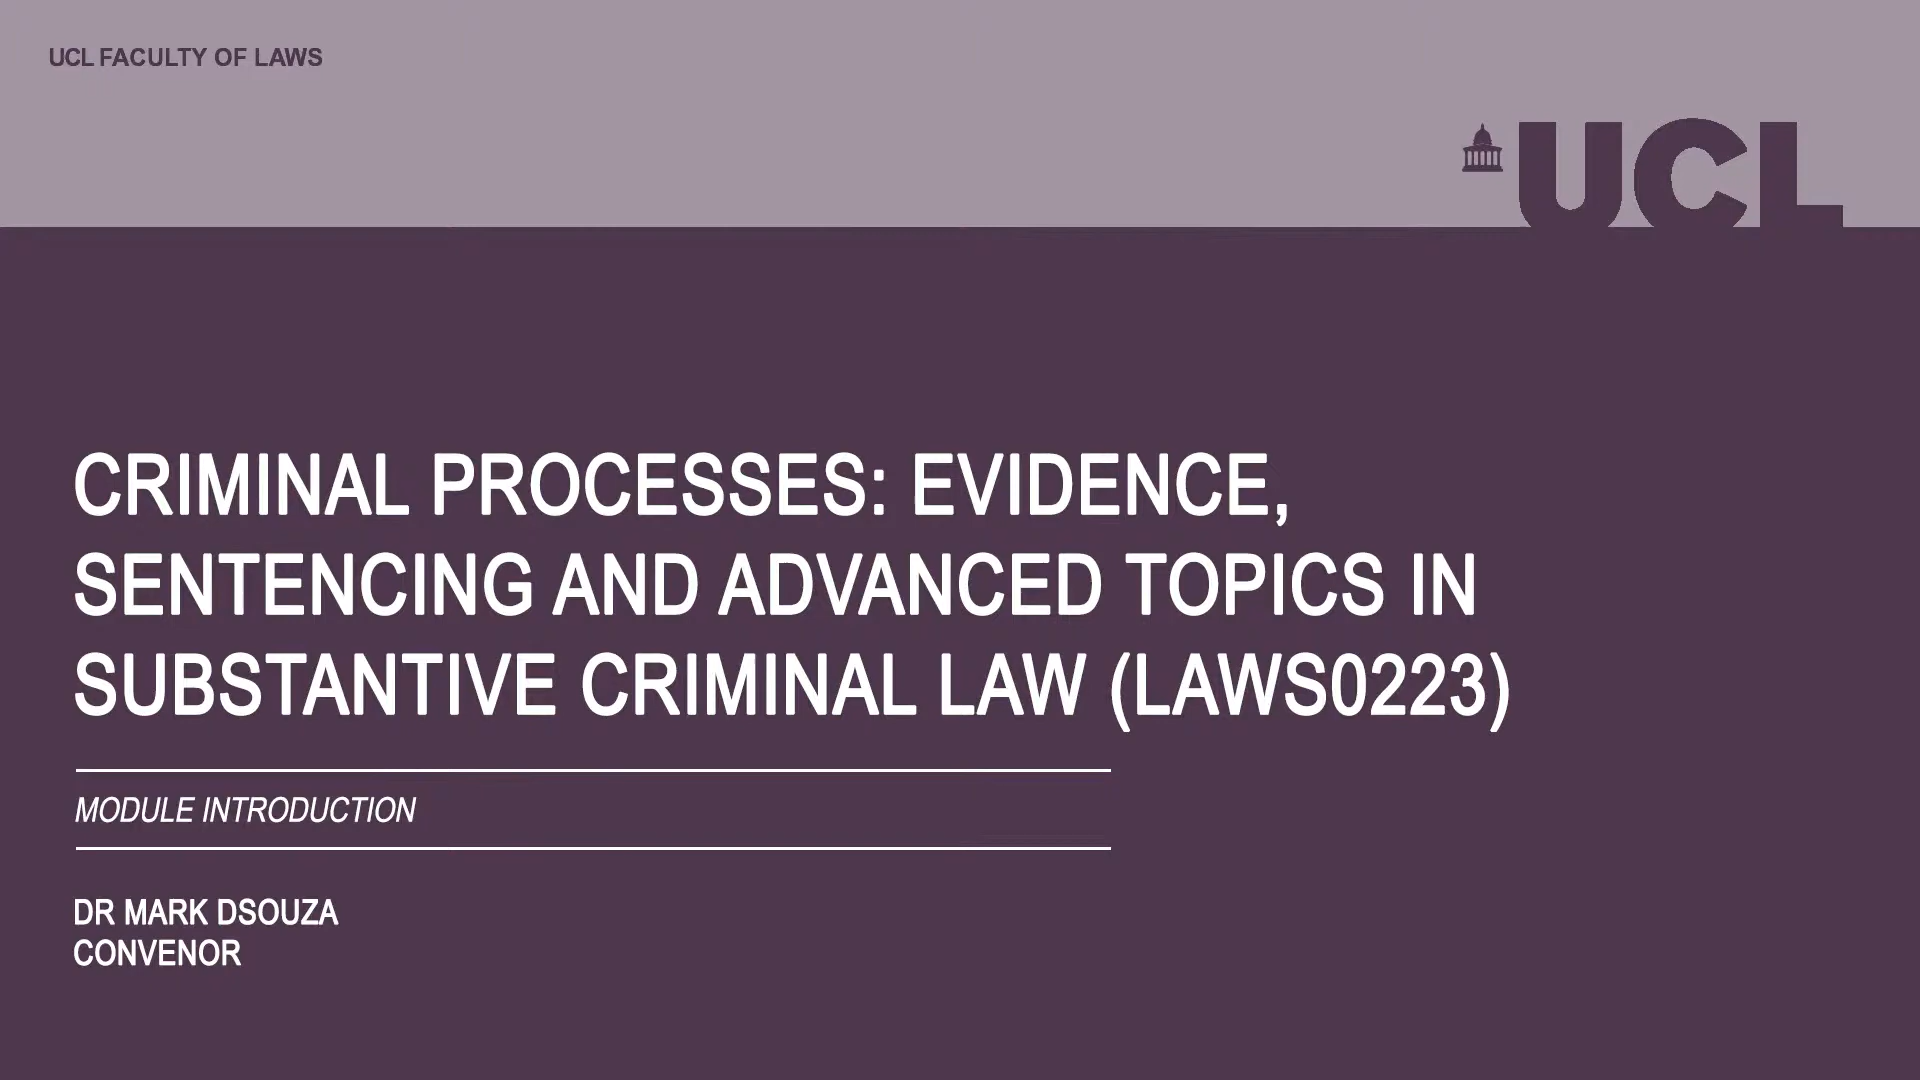 UCL FACULTY OF LAWS
UCL
CRIMINAL PROCESSES: EVIDENCE,
SENTENCING AND ADVANCED TOPICS IN
SUBSTANTIVE CRIMINAL LAW (LAWS0223)
MODULE INTRODUCTION
DR MARK DSOUZA
CONVENOR